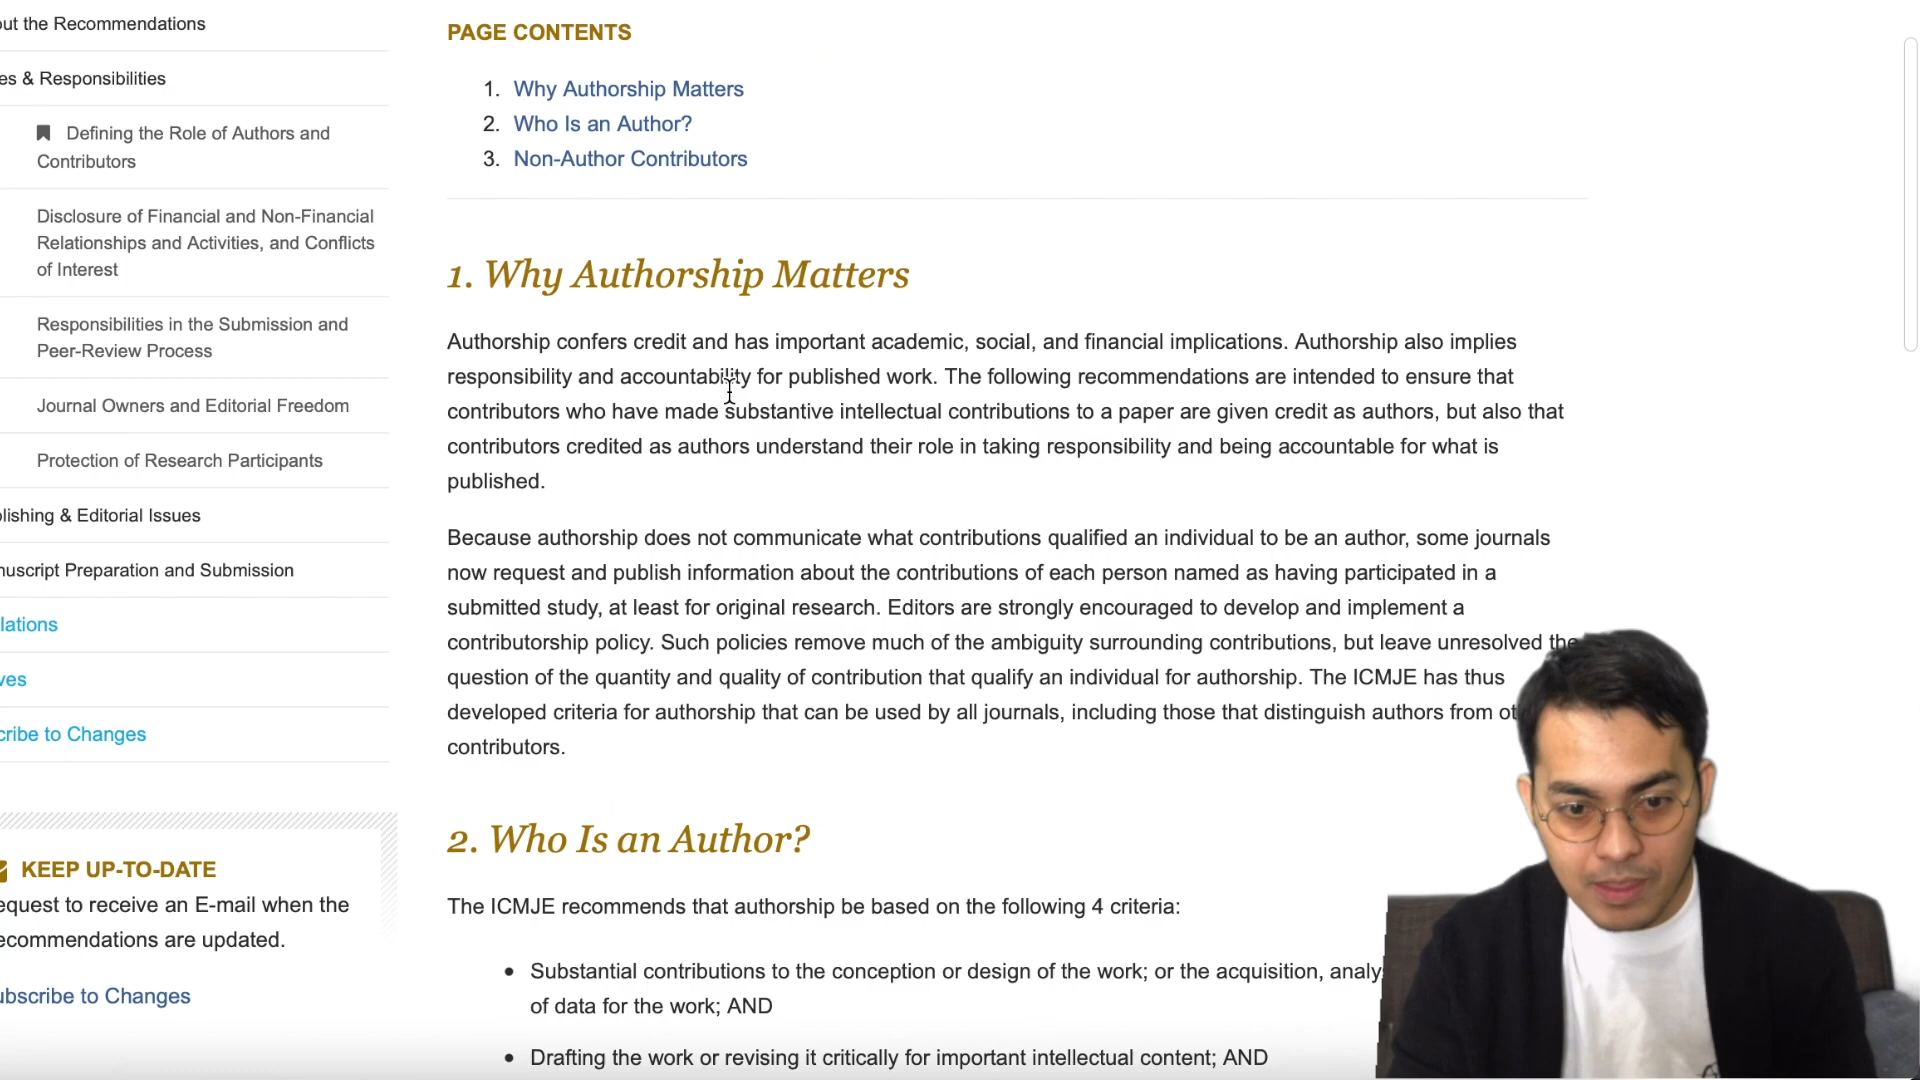 out the Recommendations
es & Responsibilities
Defining the Role of Authors and
Contributors
Disclosure of Financial and Non-Financial
Relationships and Activities, and Conflicts
of Interest
Responsibilities in the Submission and
Peer-Review Process
Journal Owners and Editorial Freedom
Protection of Research Participants
lishing & Editorial Issues
nuscript Preparation and Submission
lations
ves
cribe to Changes
KEEP UP-TO-DATE
equest to receive an E-mail when the
ecommendations are updated.
ubscribe to Changes
PAGE CONTENTS
1. Why Authorship Matters
2. Who Is an Author?
3. Non-Author Contributors
1. Why Authorship Matters
Authorship confers credit and has important academic, social, and financial implications. Authorship also implies
responsibility and accountability for published work. The following recommendations are intended to ensure that
contributors who have made substantive intellectual contributions to a paper are given credit as authors, but also that
contributors credited as authors understand their role in taking responsibility and being accountable for what is
published.
Because authorship does not communicate what contributions qualified an individual to be an author, some journals
now request and publish information about the contributions of each person named as having participated in a
submitted study, at least for original research. Editors are strongly encouraged to develop and implement a
contributorship policy. Such policies remove much of the ambiguity surrounding contributions, but leave unresolved the
question of the quantity and quality of contribution that qualify an individual for authorship. The ICMJE has thus
developed criteria for authorship that can be used by all journals, including those that distinguish authors from ot
contributors.
2. Who Is an Author?
The ICMJE recommends that authorship be based on the following 4 criteria:
• Substantial contributions to the conception or design of the work; or the acquisition, analy
of data for the work; AND
• Drafting the work or revising it critically for important intellectual content; AND